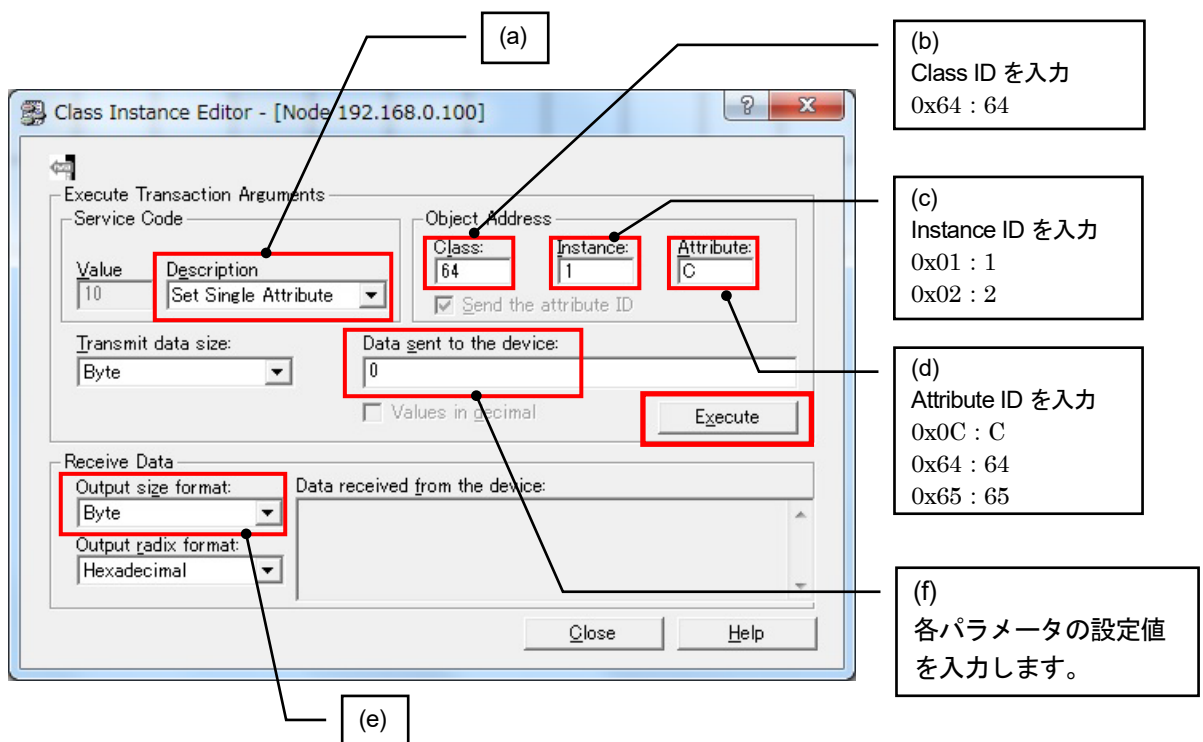 (a)
(b)
Class ID を入力
0x64 : 64
Class Instance Editor - [Node 192.168.0.100]
Execute Transaction Arguments
Service Code
Value
10
Description
Set Single Attribute
Object Address
Class:
64
Instance:
1
Attribute:
C
Send the attribute ID
(c)
Instance ID を入力
0x01 : 1
0x02 : 2
Transmit data size:
Byte
Data sent to the device:
0
Values in decimal
Execute
(d)
Attribute ID を入力
0x0C : C
0x64 : 64
0x65 : 65
Receive Data
Output size format:
Byte
Output radix format:
Hexadecimal
Data received from the device:
Close
Help
(f)
各パラメータの設定値
を入力します。
(e)